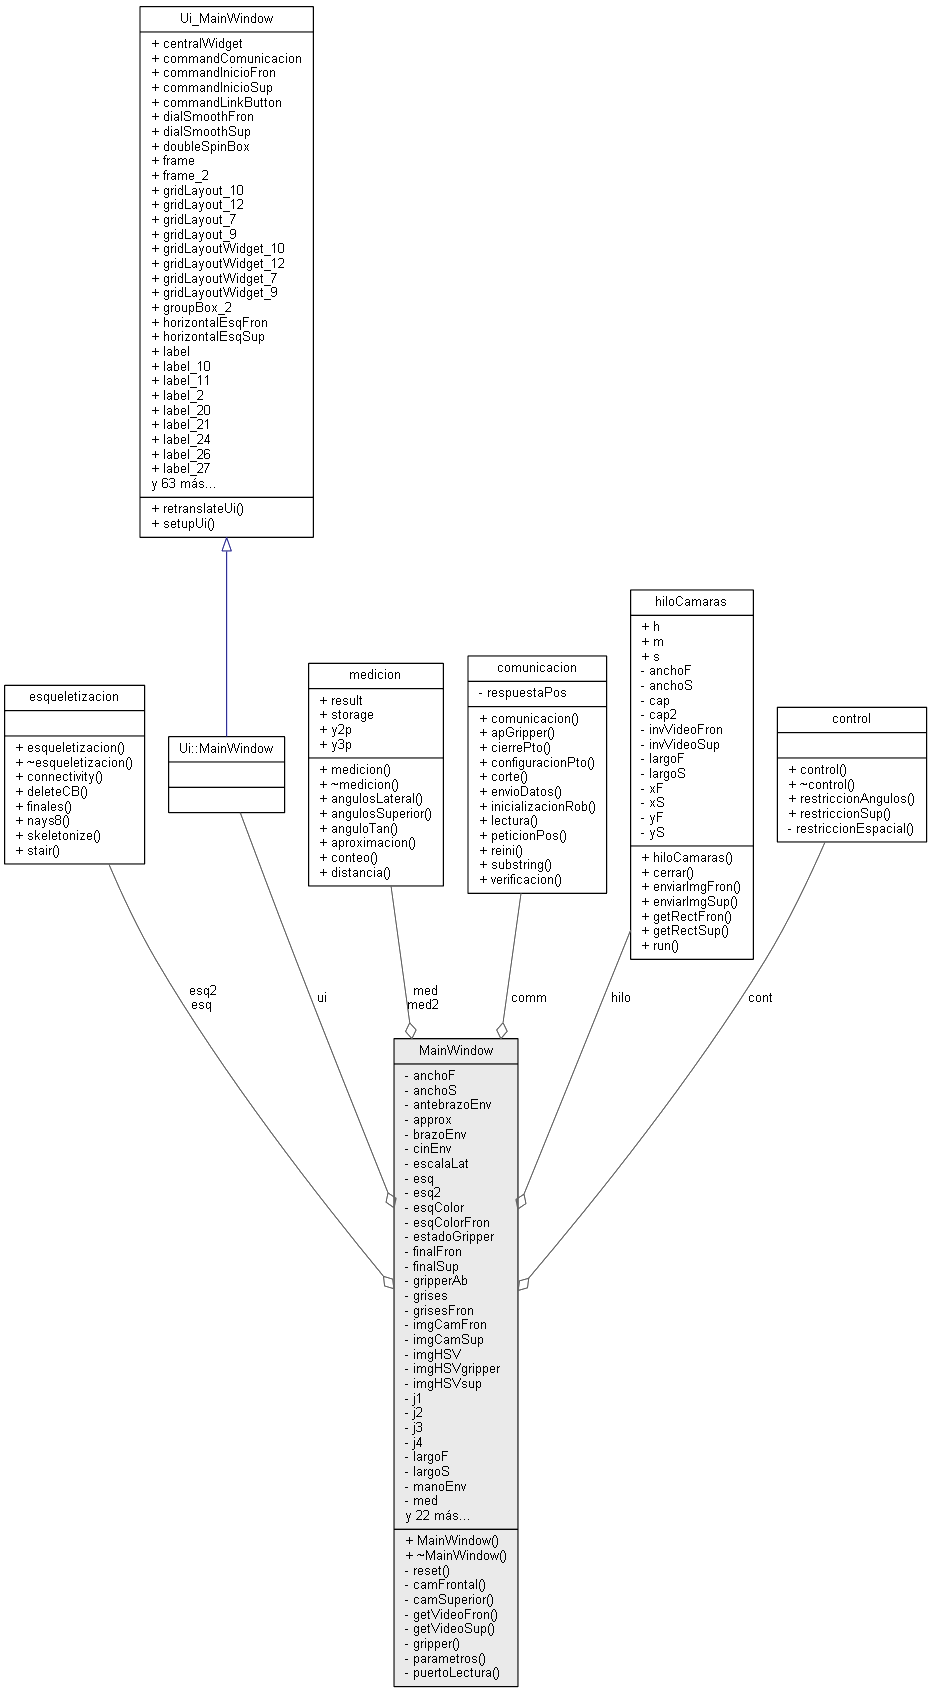 Ui_MainWindow
+ centralWidget
+ commandComunicacion
+ commandInicioFron
+ commandInicioSup
+ commandLinkButton
+ dialSmoothFron
+ dialSmoothSup
+ doubleSpinBox
+ frame
+ frame_2
+ gridLayout_10
+ gridLayout_12
+ gridLayout_7
+ gridLayout_9
+ gridLayoutWidget_10
+ gridLayoutWidget_12
+ gridLayoutWidget_7
+ gridLayoutWidget_9
+ groupBox_2
+ horizontalEsqFron
+ horizontalEsqSup
+ label
+ label_10
+ label_11
+ label_2
+ label_20
+ label_21
+ label_24
+ label_26
+ label_27
y 63 más...
+ retranslateUi()
+ setupUi()
esqueletizacion
+ esqueletizacion()
+ ~esqueletizacion()
+ connectivity()
+ deleteCB()
+ finales()
+ nays8()
+ skeletonize()
+ stair()
Ui::MainWindow
medicion
+ result
+ storage
+ y2p
+ y3p
+ medicion()
+ ~medicion()
+ angulosLateral()
+ angulosSuperior()
+ anguloTan()
+ aproximacion()
+ conteo()
+ distancia()
comunicacion
- respuestaPos
+ comunicacion()
+ apGripper()
+ cierrePto()
+ configuracionPto()
+ corte()
+ envioDatos()
+ inicializacionRob()
+ lectura()
+ peticionPos()
+ reini()
+ substring()
+ verificacion()
hiloCamaras
+ h
+ m
+ s
- anchoF
- anchoS
- cap
- cap2
- invVideoFron
- invVideoSup
- largoF
- largoS
- xF
- xS
- yF
- yS
+ hiloCamaras()
+ cerrar()
+ enviarImgFron()
+ enviarImgSup()
+ getRectFron()
+ getRectSup()
+ run()
control
+ control()
+ ~control()
+ restriccionAngulos()
+ restriccionSup()
- restriccionEspacial()
esq2
esq
ui
med
med2
comm
hilo
cont
MainWindow
- anchoF
- anchoS
- antebrazoEnv
- approx
- brazoEnv
- cinEnv
- escalaLat
- esq
- esq2
- esqColor
- esqColorFron
- estadoGripper
- finalFron
- finalSup
- gripperAb
- grises
- grisesFron
- imgCamFron
- imgCamSup
- imgHSV
- imgHSVgripper
- imgHSVsup
- j1
- j2
- j3
- j4
- largoF
- largoS
- manoEnv
- med
y 22 más...
+ MainWindow()
+ ~MainWindow()
- reset()
- camFrontal()
- camSuperior()
- getVideoFron()
- getVideoSup()
- gripper()
- parametros()
- puertoLectura()